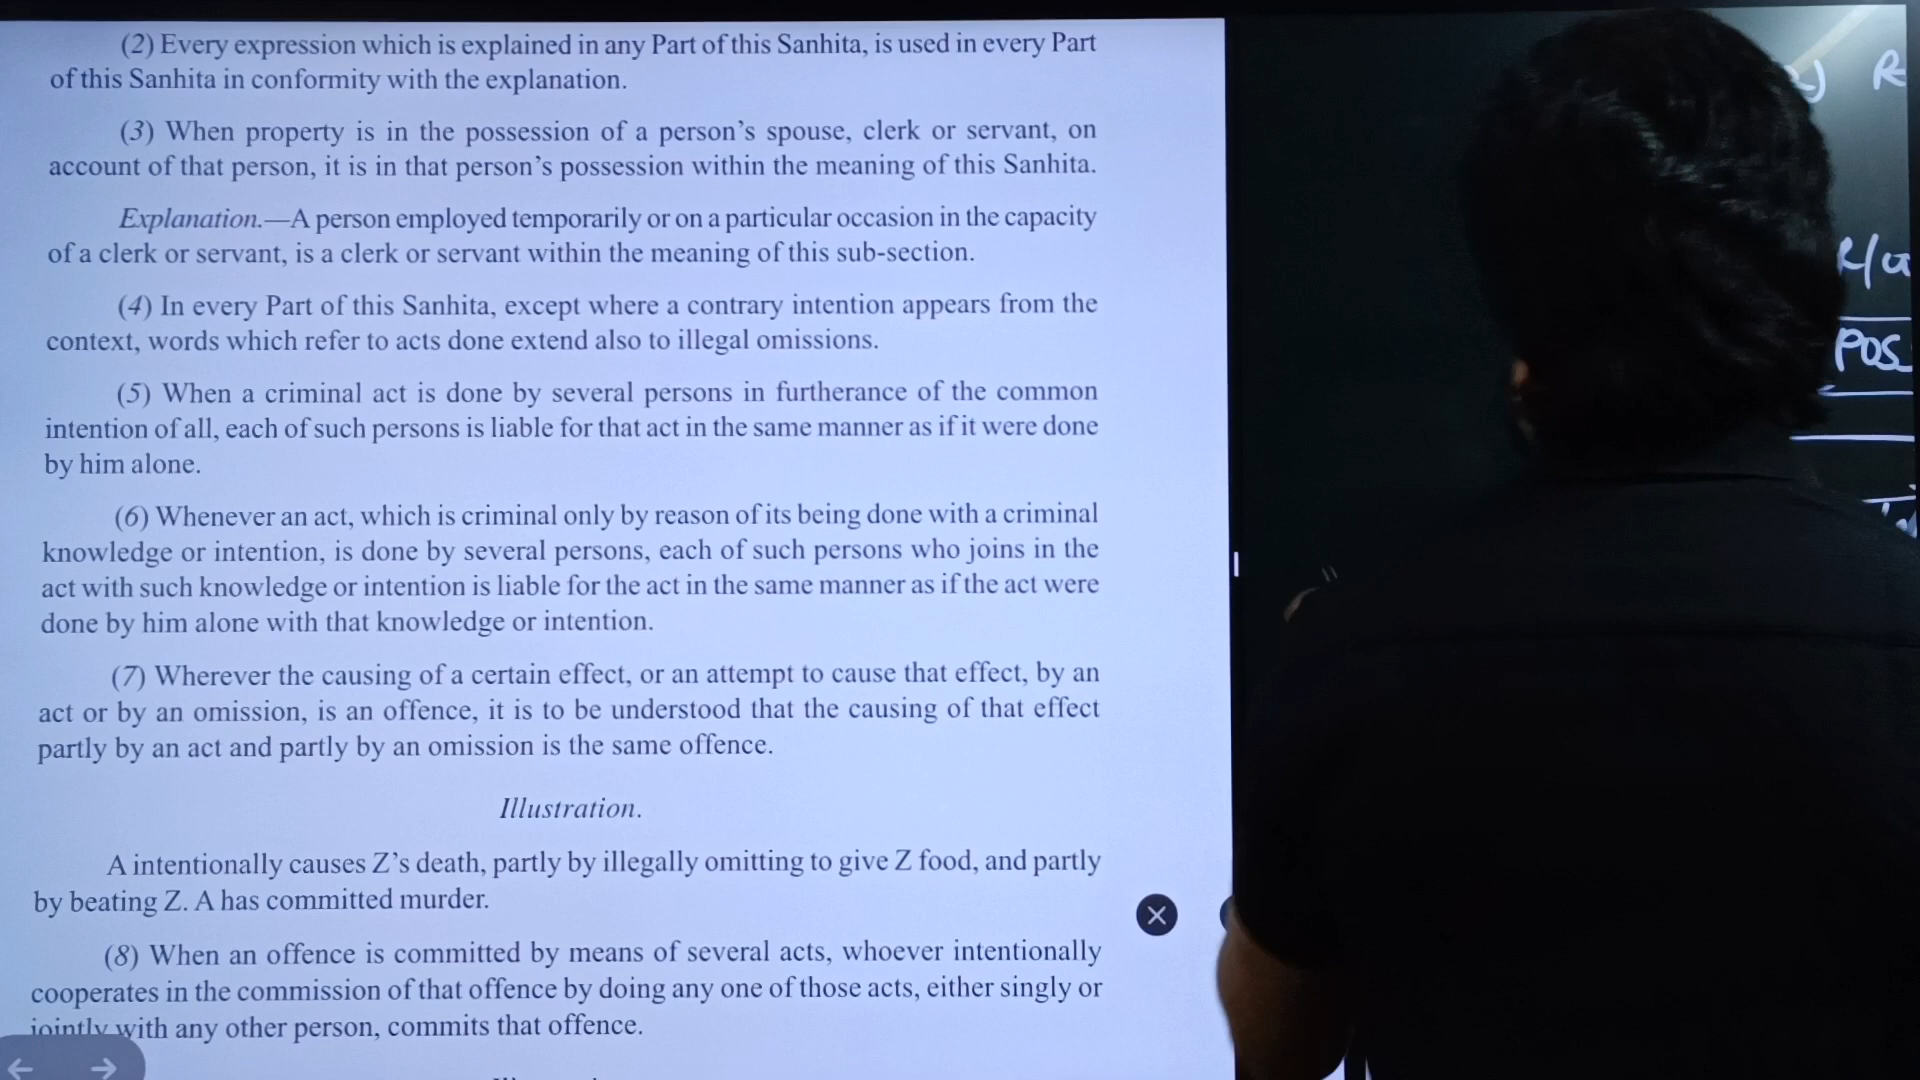 (2) Every expression which is explained in any Part of this Sanhita, is used in every Part
of this Sanhita in conformity with the explanation.
(3) When property is in the possession of a person’s spouse, clerk or servant, on
account of that person, it is in that person’s possession within the meaning of this Sanhita.
Explanation.—A person employed temporarily or on a particular occasion in the capacity
of a clerk or servant, is a clerk or servant within the meaning of this sub-section.
(4) In every Part of this Sanhita, except where a contrary intention appears from the
context, words which refer to acts done extend also to illegal omissions.
(5) When a criminal act is done by several persons in furtherance of the common
intention of all, each of such persons is liable for that act in the same manner as if it were done
by him alone.
(6) Whenever an act, which is criminal only by reason of its being done with a criminal
knowledge or intention, is done by several persons, each of such persons who joins in the
act with such knowledge or intention is liable for the act in the same manner as if the act were
done by him alone with that knowledge or intention.
(7) Wherever the causing of a certain effect, or an attempt to cause that effect, by an
act or by an omission, is an offence, it is to be understood that the causing of that effect
partly by an act and partly by an omission is the same offence.
Illustration.
A intentionally causes Z’s death, partly by illegally omitting to give Z food, and partly
by beating Z. A has committed murder.
(8) When an offence is committed by means of several acts, whoever intentionally
cooperates in the commission of that offence by doing any one of those acts, either singly or
jointly with any other person, commits that offence.
R
Pos